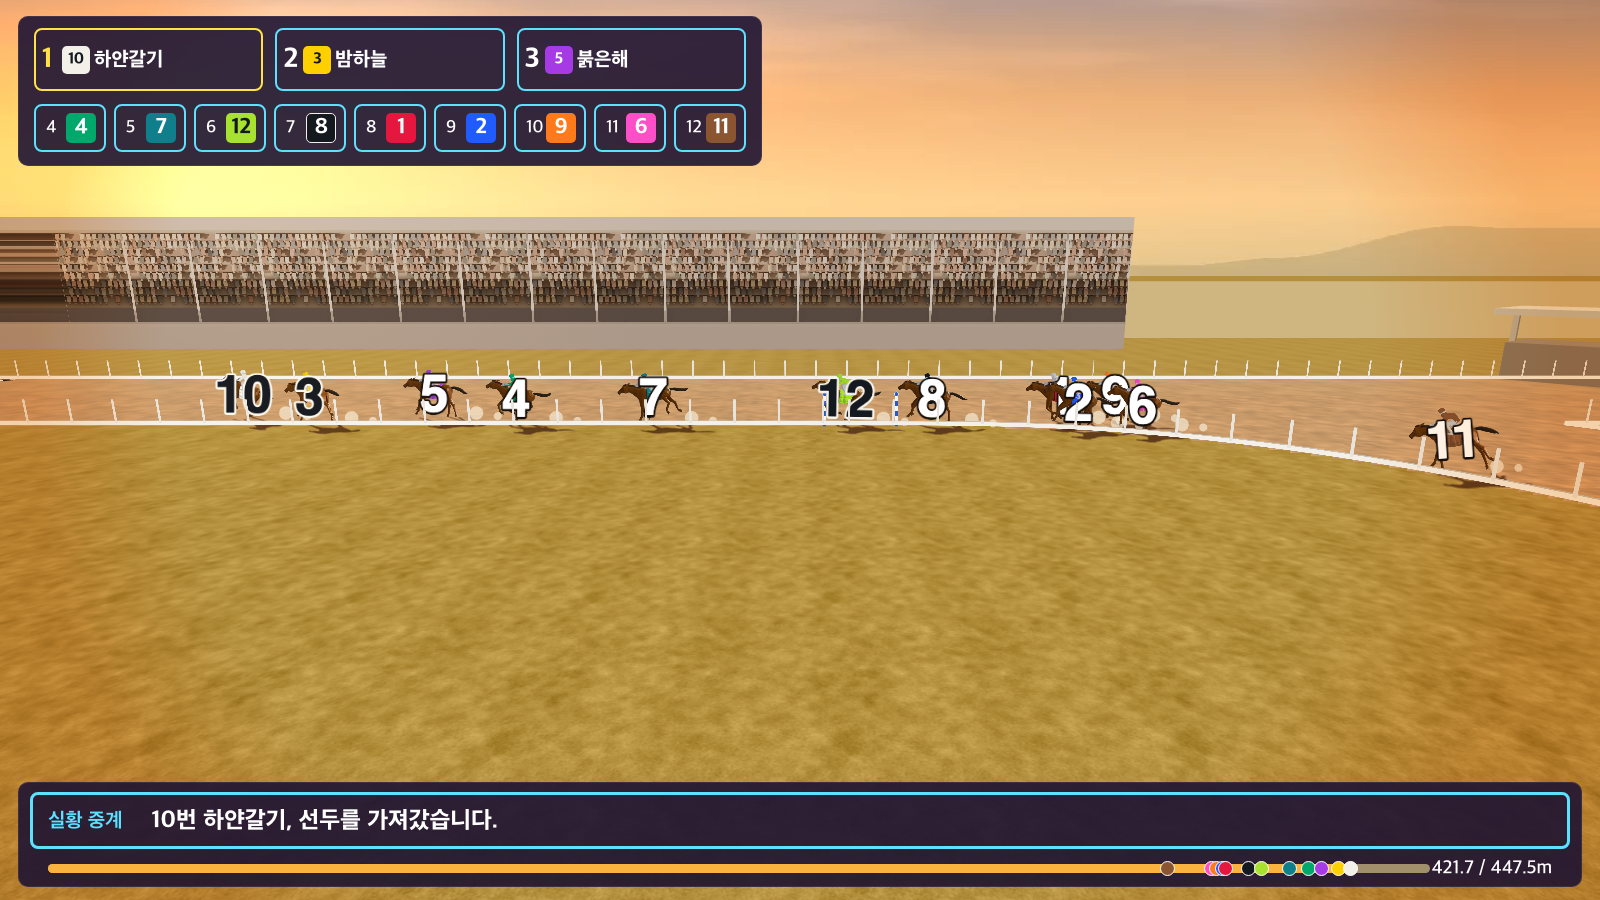 1 10 하얀갈기 2 3 밤하늘 3 5 붉은해
4 4 5 7 6 12 7 8 8 1 9 2 10 9 11 6 12 11
10 3 5 4 7 12 8 1 2 9 6 11
실황 중계 10번 하얀갈기, 선두를 가져갔습니다.
421.7 / 447.5m